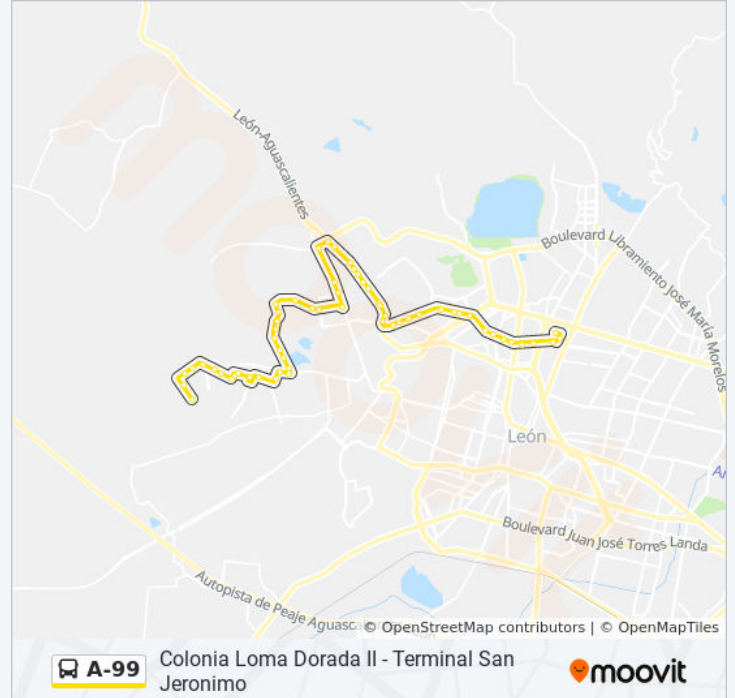 León-Aguascalientes
Boulevard Libramiento José María Morelos
León
Boulevard Juan José Torres Landa
Autopista de Peaje Aguascal
© OpenStreetMap contributors | © OpenMapTiles
A-99
Colonia Loma Dorada II - Terminal San
Jeronimo
moovit